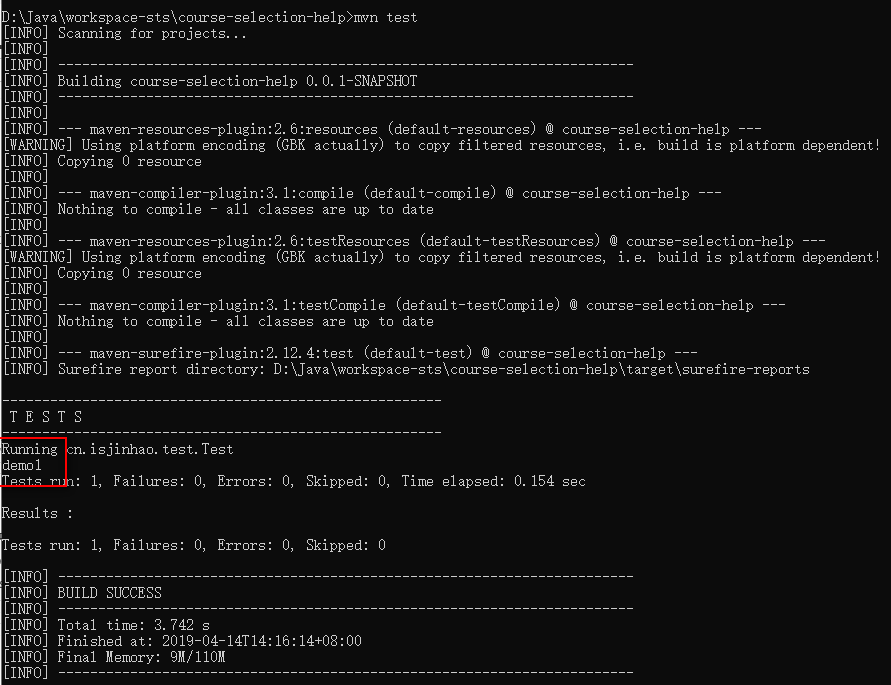 D:\Java\workspace-sts\course-selection-help>mvn test
[INFO] Scanning for projects...
[INFO]
[INFO] ------------------------------------------------------------------------
[INFO] Building course-selection-help 0.0.1-SNAPSHOT
[INFO] ------------------------------------------------------------------------
[INFO]
[INFO] --- maven-resources-plugin:2.6:resources (default-resources) @ course-selection-help ---
[WARNING] Using platform encoding (GBK actually) to copy filtered resources, i.e. build is platform dependent!
[INFO] Copying 0 resource
[INFO]
[INFO] --- maven-compiler-plugin:3.1:compile (default-compile) @ course-selection-help ---
[INFO] Nothing to compile - all classes are up to date
[INFO]
[INFO] --- maven-resources-plugin:2.6:testResources (default-testResources) @ course-selection-help ---
[WARNING] Using platform encoding (GBK actually) to copy filtered resources, i.e. build is platform dependent!
[INFO] Copying 0 resource
[INFO]
[INFO] --- maven-compiler-plugin:3.1:testCompile (default-testCompile) @ course-selection-help ---
[INFO] Nothing to compile - all classes are up to date
[INFO]
[INFO] --- maven-surefire-plugin:2.12.4:test (default-test) @ course-selection-help ---
[INFO] Surefire report directory: D:\Java\workspace-sts\course-selection-help\target\surefire-reports
-------------------------------------------------------
T E S T S
-------------------------------------------------------
Running cn.isjinhao.test.Test
demo1
Tests run: 1, Failures: 0, Errors: 0, Skipped: 0, Time elapsed: 0.154 sec
Results :
Tests run: 1, Failures: 0, Errors: 0, Skipped: 0
[INFO] ------------------------------------------------------------------------
[INFO] BUILD SUCCESS
[INFO] ------------------------------------------------------------------------
[INFO] Total time: 3.742 s
[INFO] Finished at: 2019-04-14T14:16:14+08:00
[INFO] Final Memory: 9M/110M
[INFO] ------------------------------------------------------------------------